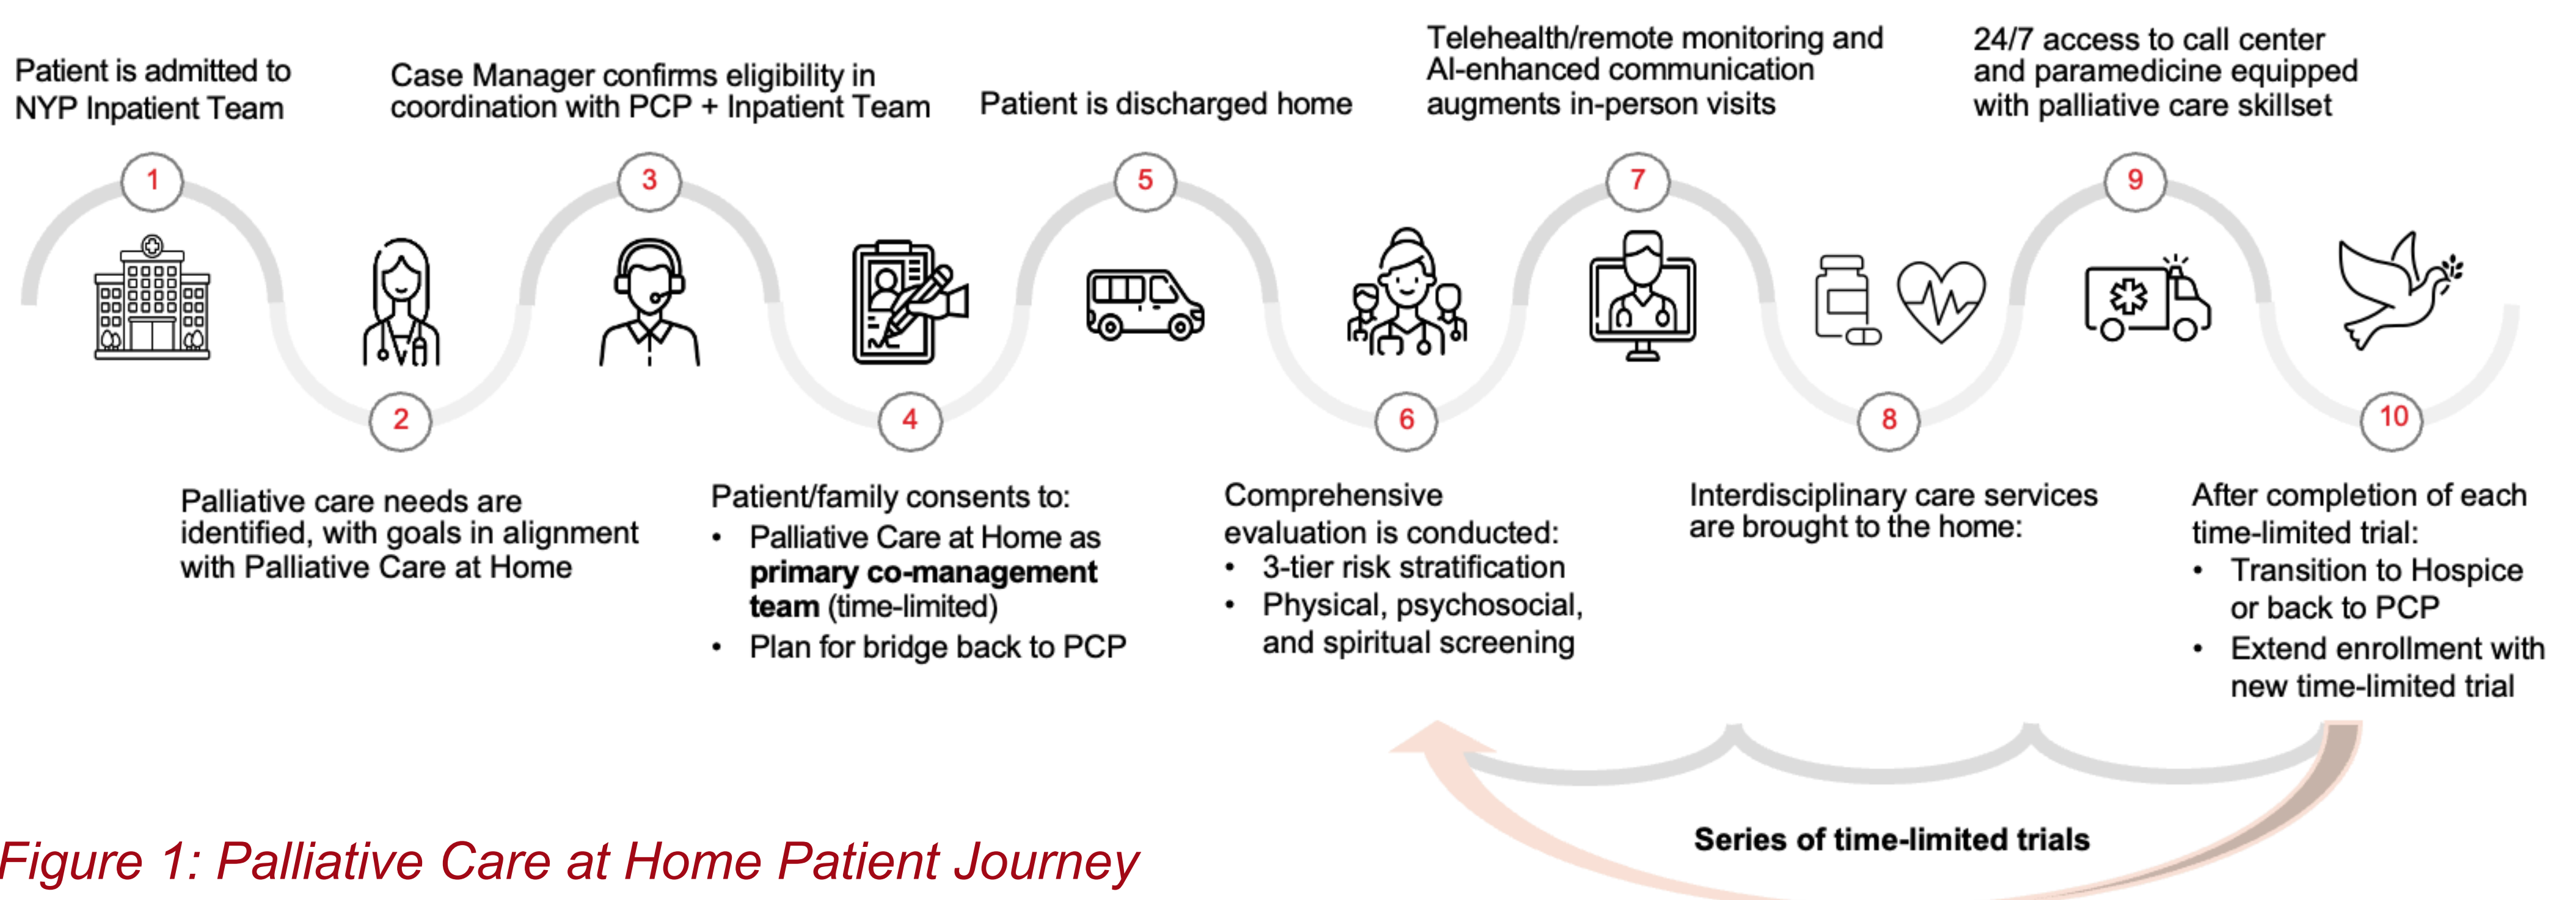 Patient is admitted to
NYP Inpatient Team
1
Palliative care needs are
identified, with goals in alignment
with Palliative Care at Home
2
Case Manager confirms eligibility in
coordination with PCP + Inpatient Team
3
4
Patient/family consents to:
• Palliative Care at Home as
primary co-management
team (time-limited)
• Plan for bridge back to PCP
Patient is discharged home
5
6
Comprehensive
evaluation is conducted:
• 3-tier risk stratification
• Physical, psychosocial,
and spiritual screening
Telehealth/remote monitoring and
AI-enhanced communication
augments in-person visits
7
8
Interdisciplinary care services
are brought to the home:
24/7 access to call center
and paramedicine equipped
with palliative care skillset
9
10
After completion of each
time-limited trial:
• Transition to Hospice
or back to PCP
• Extend enrollment with
new time-limited trial
Series of time-limited trials
Figure 1: Palliative Care at Home Patient Journey